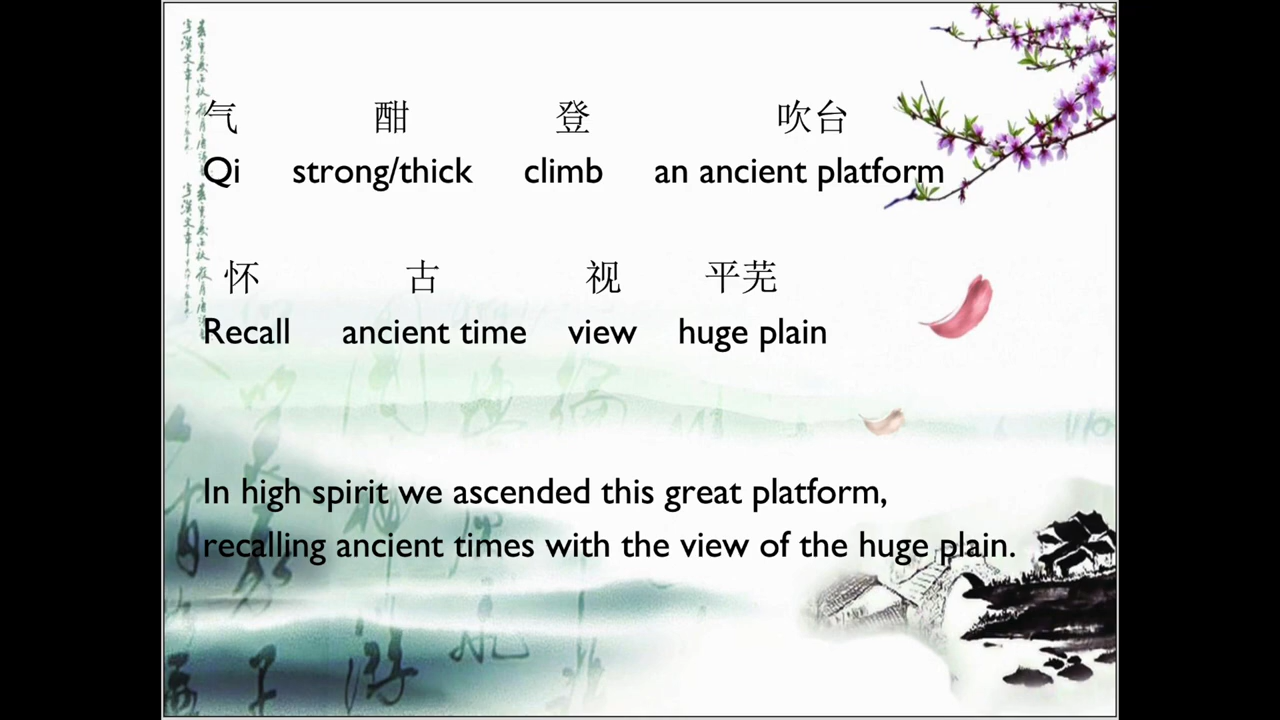 气 酣 登 吹台
Qi strong/thick climb an ancient platform
怀 古 视 平芜
Recall ancient time view huge plain
In high spirit we ascended this great platform,
recalling ancient times with the view of the huge plain.